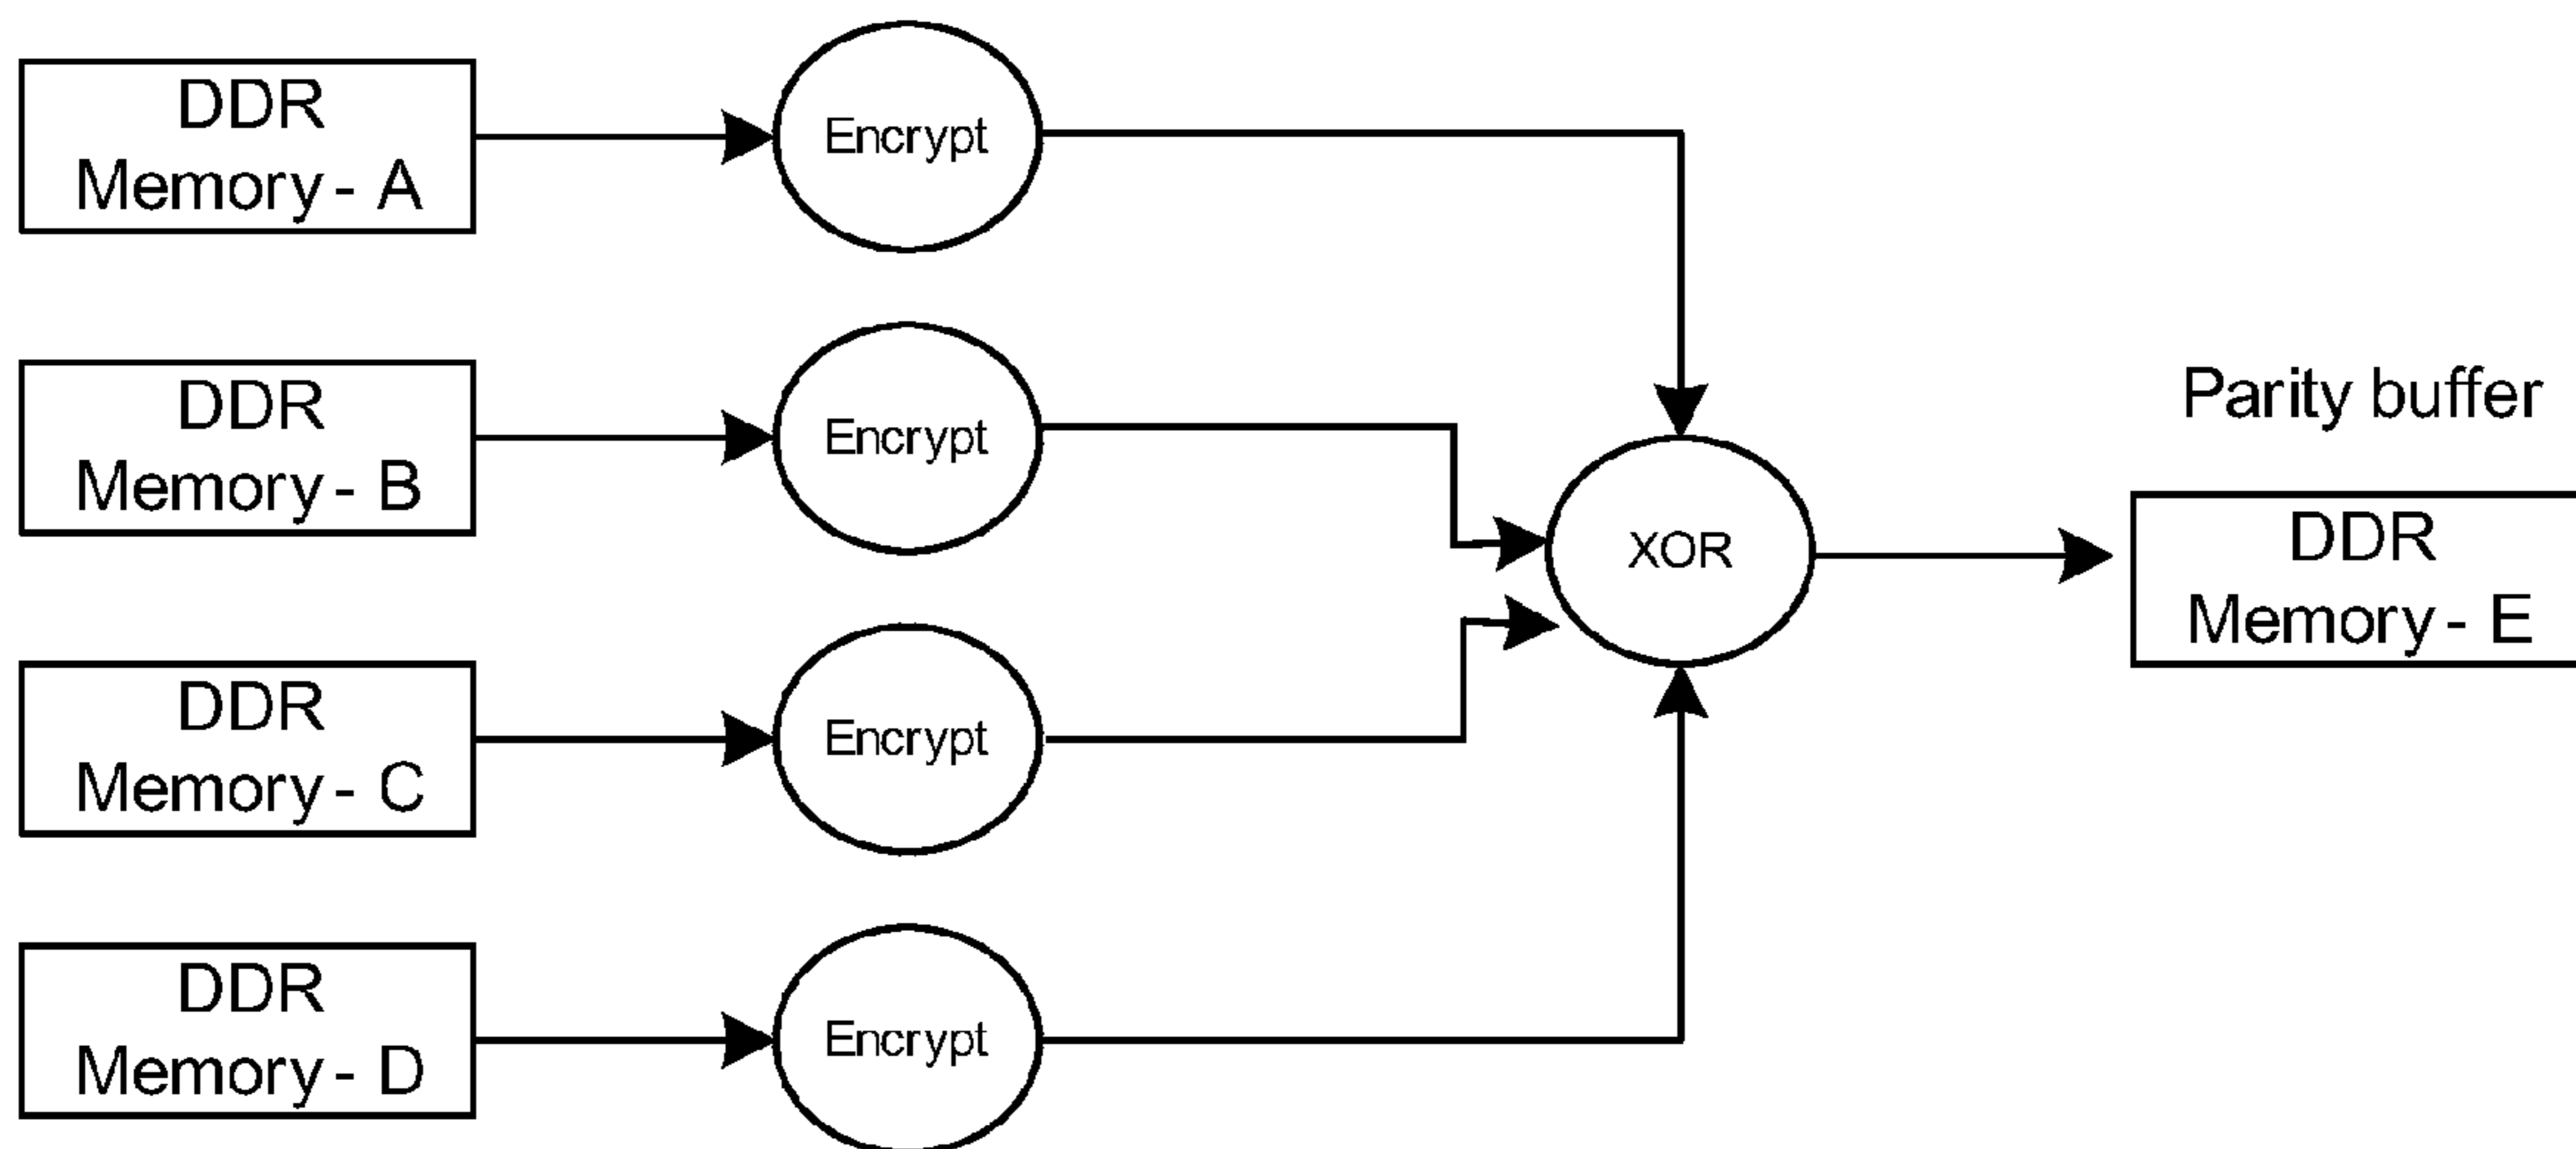 DDR
Memory - A
Encrypt
DDR
Memory - B
Encrypt
DDR
Memory - C
Encrypt
DDR
Memory - D
Encrypt
XOR
Parity buffer
DDR
Memory - E